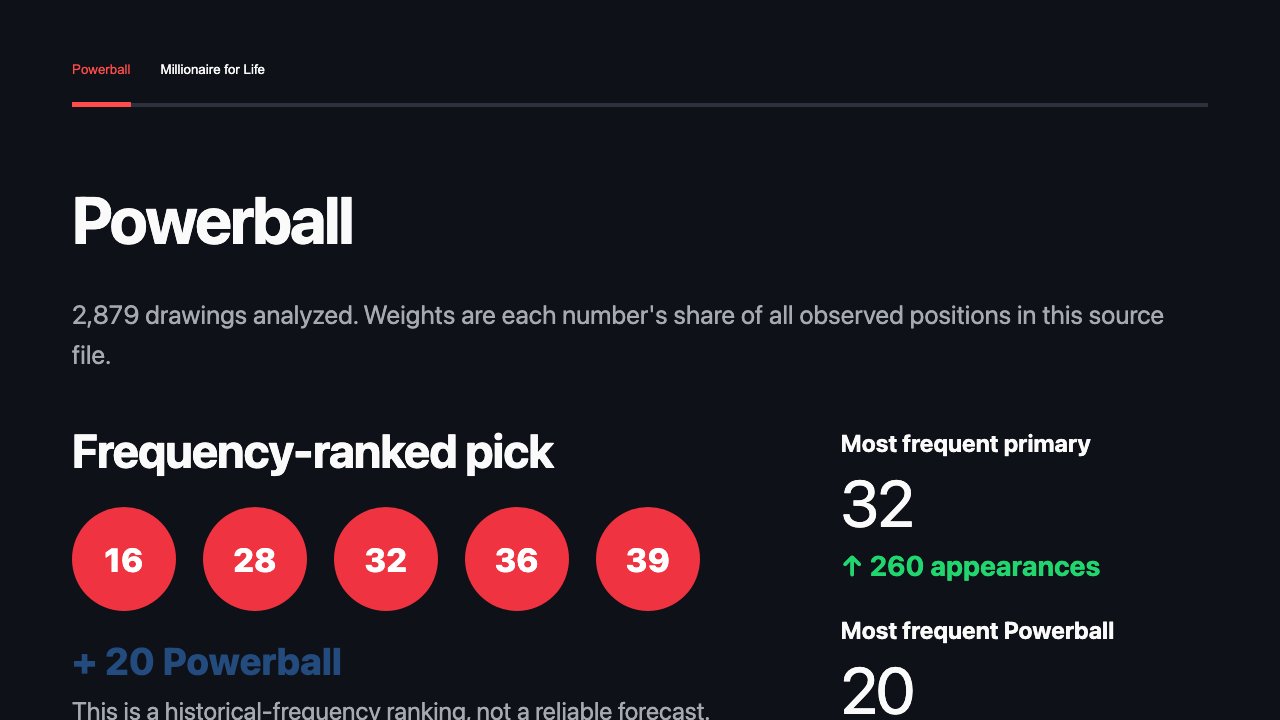 Powerball
Millionaire for Life
Powerball
2,879 drawings analyzed. Weights are each number's share of all observed positions in this source
file.
Frequency-ranked pick
16 28 32 36 39
+ 20 Powerball
This is a historical-frequency ranking, not a reliable forecast.
Most frequent primary
32
↑ 260 appearances
Most frequent Powerball
20